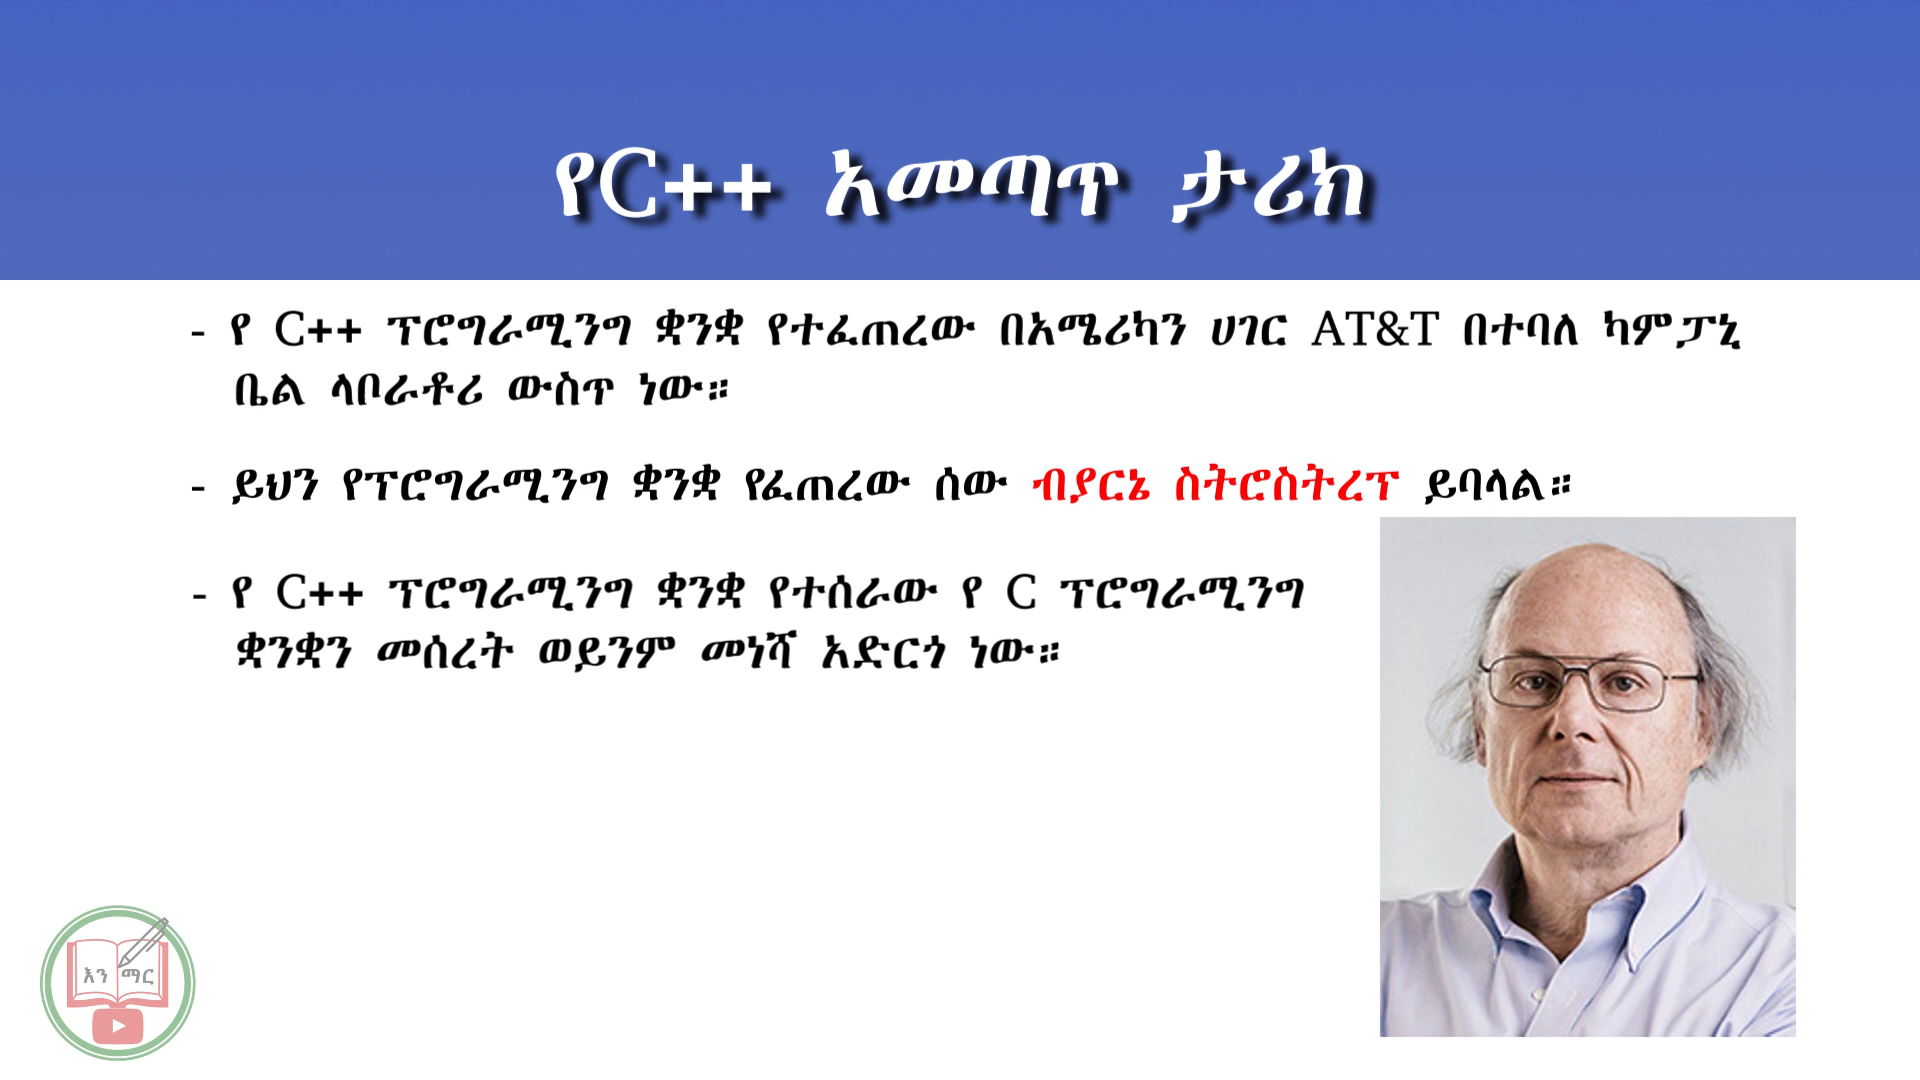 የC++ አመጣጥ ታሪክ
- የ C++ ፕሮግራሚንግ ቋንቋ የተፈጠረው በአሜሪካን ሀገር AT&T በተባለ ካምፓኒ
ቤል ላቦራቶሪ ውስጥ ነው።
- ይህን የፕሮግራሚንግ ቋንቋ የፈጠረው ሰው ብያርኔ ስትሮስትረፕ ይባላል።
- የ C++ ፕሮግራሚንግ ቋንቋ የተሰራው የ C ፕሮግራሚንግ
ቋንቋን መሰረት ወይንም መነሻ አድርጎ ነው።
እን ማር